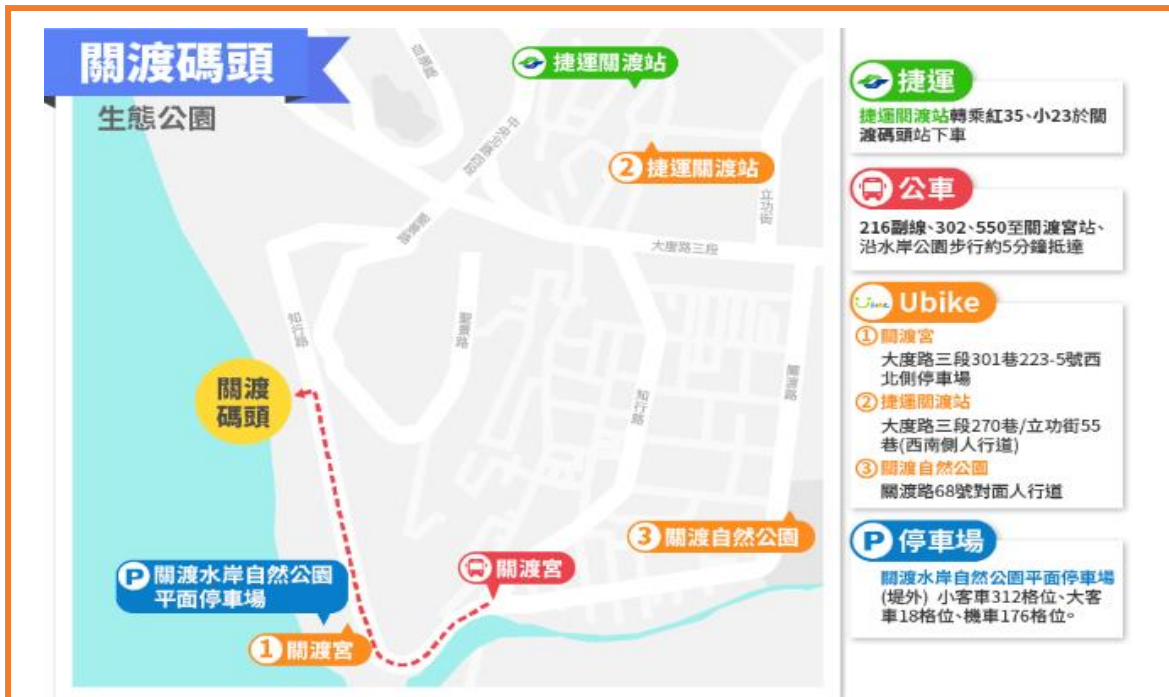 關渡碼頭
生態公園
捷運關渡站
2 捷運關渡站
立功街
大度路三段
知行路
關渡
碼頭
知行路
關渡路
3 關渡自然公園
關渡宮
P 關渡水岸自然公園
平面停車場
1 關渡宮
捷運
捷運關渡站轉乘紅35、小23於關
渡碼頭站下車
公車
216副線、302、550至關渡宮站、
沿水岸公園步行約5分鐘抵達
Ubike
①關渡宮
大度路三段301巷223-5號西
北側停車場
②捷運關渡站
大度路三段270巷/立功街55
巷(西南側人行道)
③關渡自然公園
關渡路68號對面人行道
P 停車場
關渡水岸自然公園平面停車場
(堤外) 小客車312格位、大客
車18格位、機車176格位。